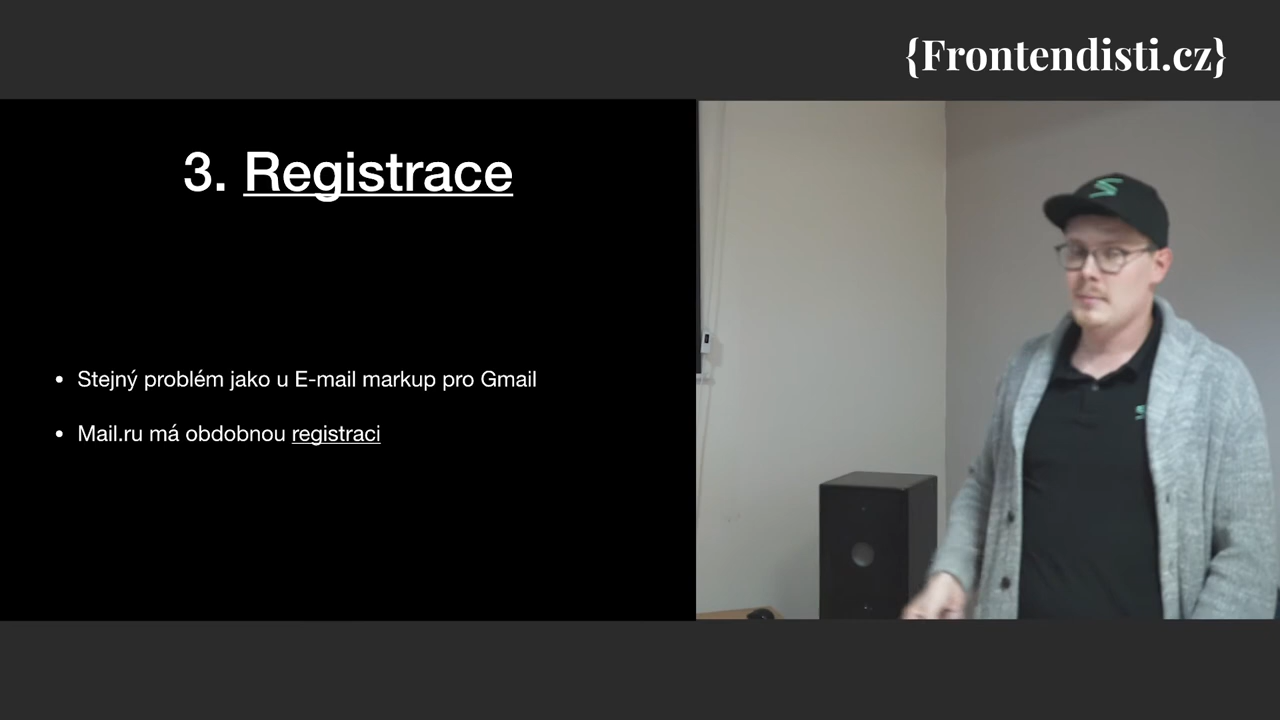 {Frontendisti.cz}
3. Registrace
• Stejný problém jako u E-mail markup pro Gmail
• Mail.ru má obdobnou registraci